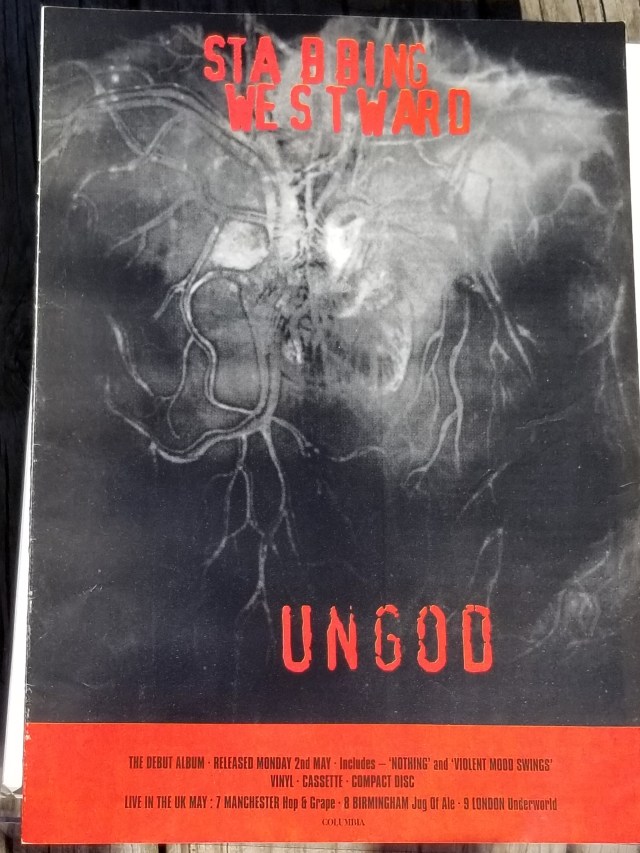 STABBING
WESTWARD
UNGOD
THE DEBUT ALBUM · RELEASED MONDAY 2nd MAY · Includes – 'NOTHING' and 'VIOLENT MOOD SWINGS'
VINYL · CASSETTE · COMPACT DISC
LIVE IN THE UK MAY : 7 MANCHESTER Hop & Grape · 8 BIRMINGHAM Jug Of Ale · 9 LONDON Underworld
COLUMBIA